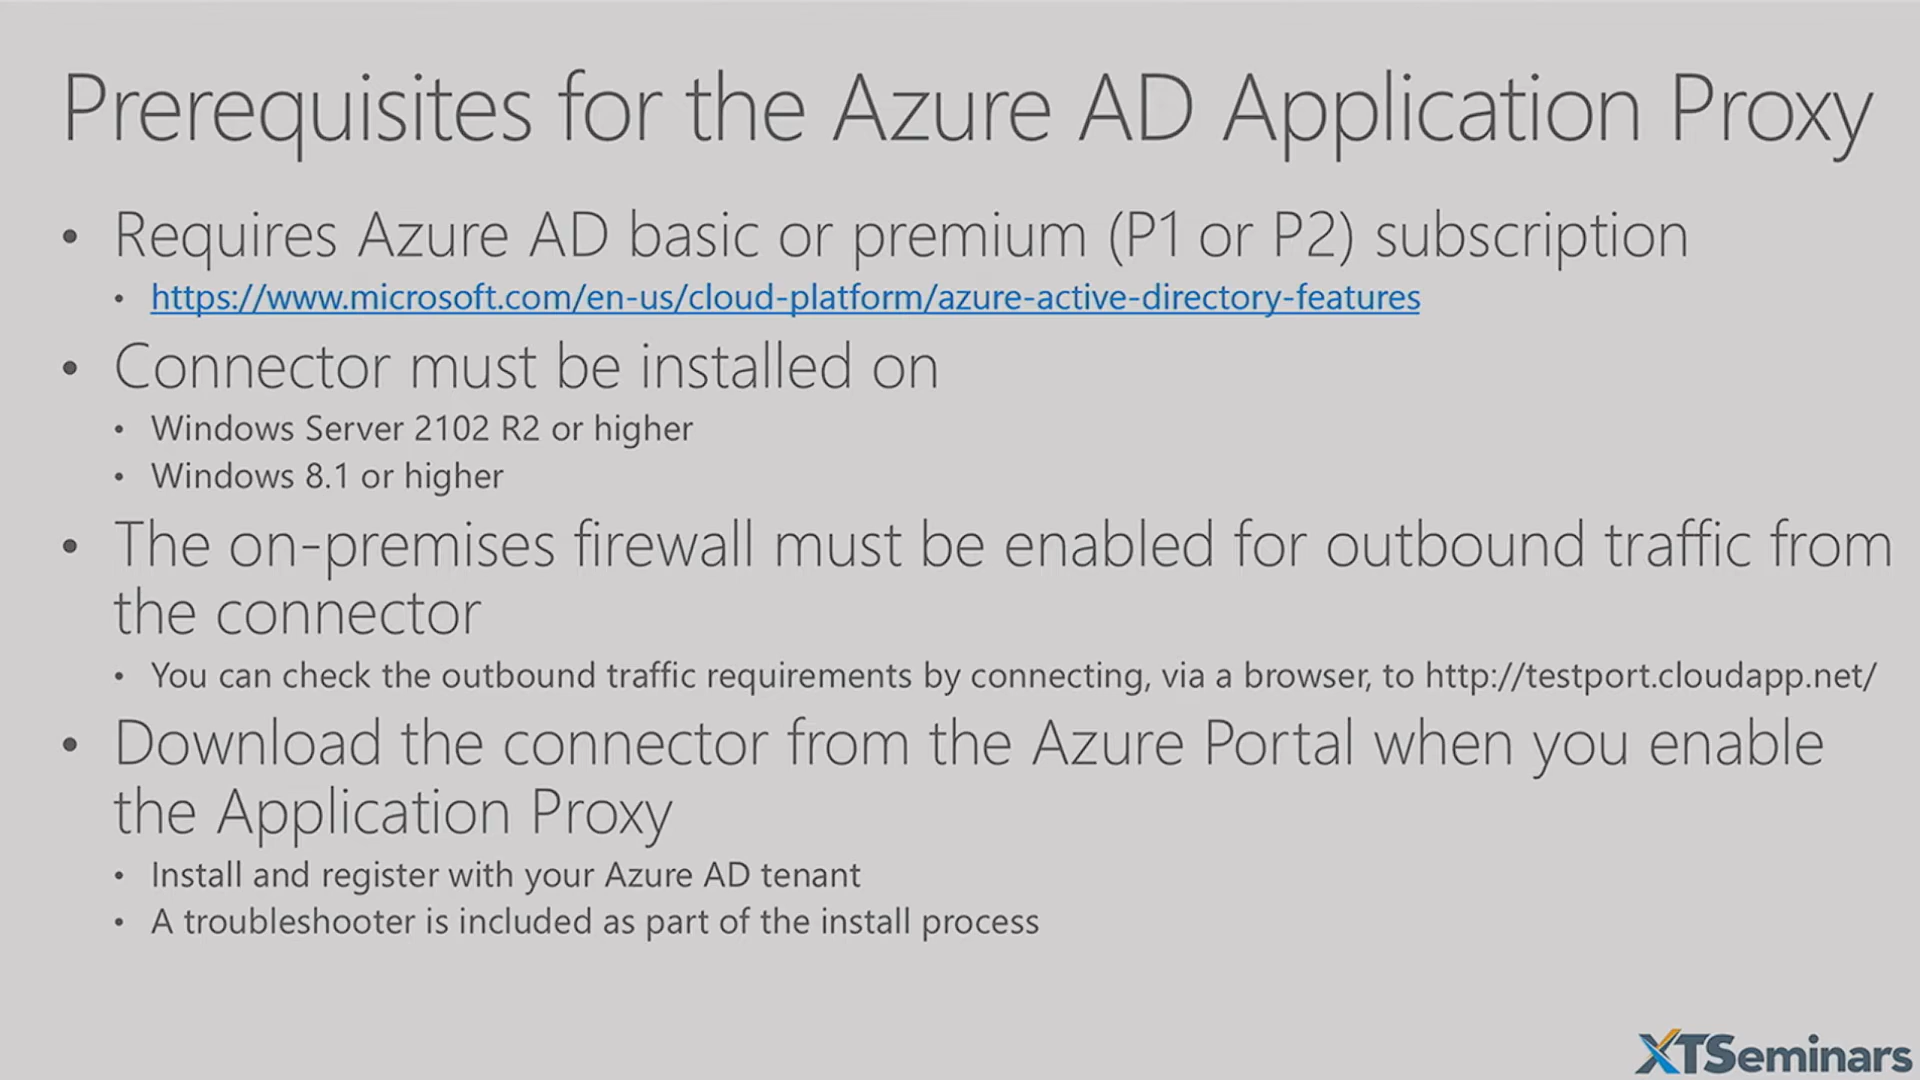 Prerequisites for the Azure AD Application Proxy
• Requires Azure AD basic or premium (P1 or P2) subscription
• https://www.microsoft.com/en-us/cloud-platform/azure-active-directory-features
• Connector must be installed on
• Windows Server 2102 R2 or higher
• Windows 8.1 or higher
• The on-premises firewall must be enabled for outbound traffic from
the connector
• You can check the outbound traffic requirements by connecting, via a browser, to http://testport.cloudapp.net/
• Download the connector from the Azure Portal when you enable
the Application Proxy
• Install and register with your Azure AD tenant
• A troubleshooter is included as part of the install process
XTSeminars